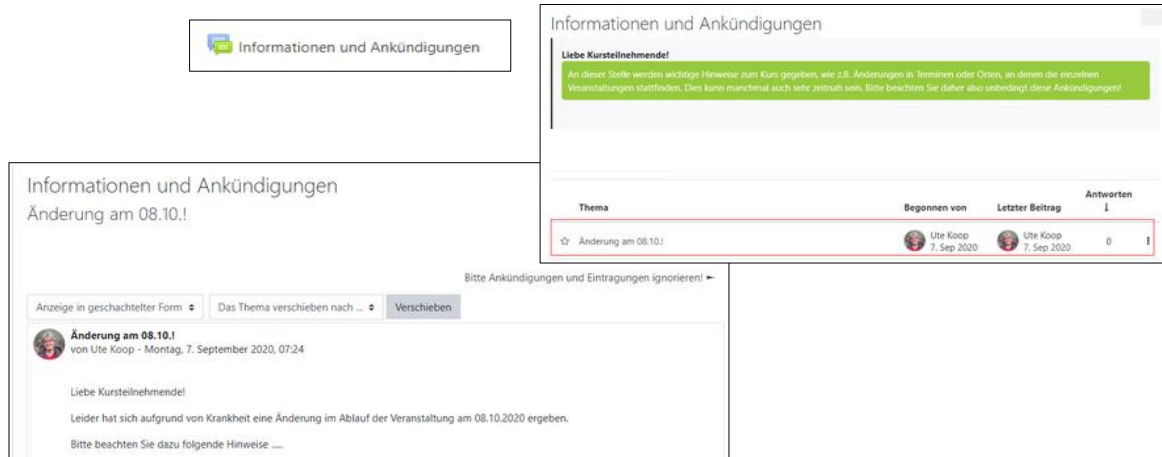 Informationen und Ankündigungen
Informationen und Ankündigungen
Liebe Kursteilnehmende!
An dieser Stelle werden wichtige Hinweise zum Kurs gegeben, wie z.B. Änderungen in Terminen oder Orten, an denen die einzelnen
Veranstaltungen stattfinden. Dies kann manchmal auch sehr zeitnah sein. Bitte beachten Sie daher also unbedingt diese Ankündigungen!
Thema Begonnen von Letzter Beitrag Antworten
Änderung am 08.10.! Ute Koop Ute Koop 0
7. Sep 2020 7. Sep 2020
Informationen und Ankündigungen
Änderung am 08.10.!
Bitte Ankündigungen und Eintragungen ignorieren! ►
Anzeige in geschachtelter Form Das Thema verschieben nach ... Verschieben
Änderung am 08.10.!
von Ute Koop - Montag, 7. September 2020, 07:24
Liebe Kursteilnehmende!
Leider hat sich aufgrund von Krankheit eine Änderung im Ablauf der Veranstaltung am 08.10.2020 ergeben.
Bitte beachten Sie dazu folgende Hinweise .....